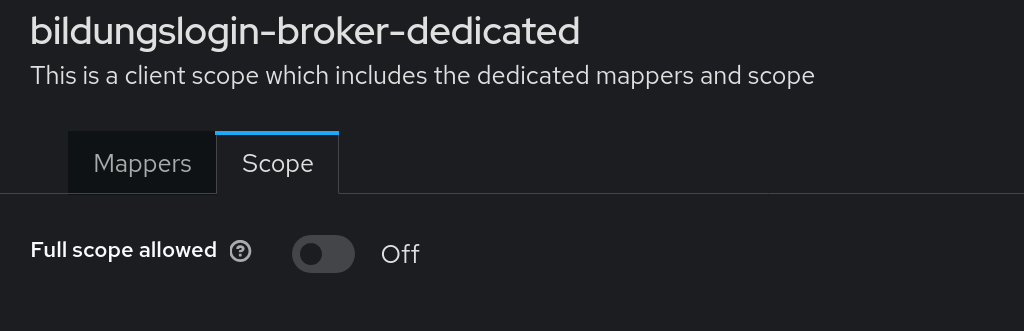 bildungslogin-broker-dedicated
This is a client scope which includes the dedicated mappers and scope
Mappers Scope
Full scope allowed ? Off